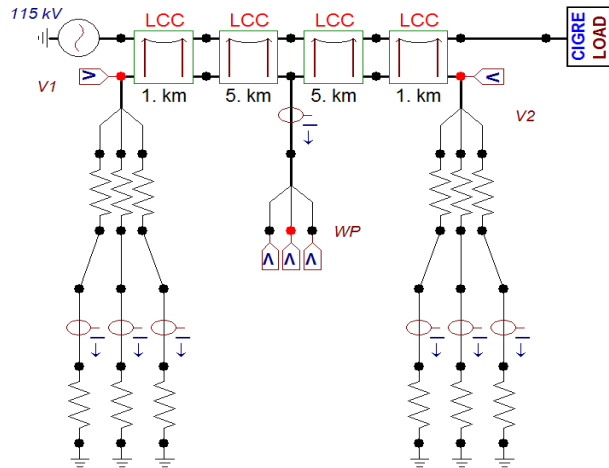 115 kV
LCC LCC LCC LCC
CIGRE
LOAD
V1 V V
1. km 5. km 5. km 1. km
V2
I
WP
V V V
I I I I I I